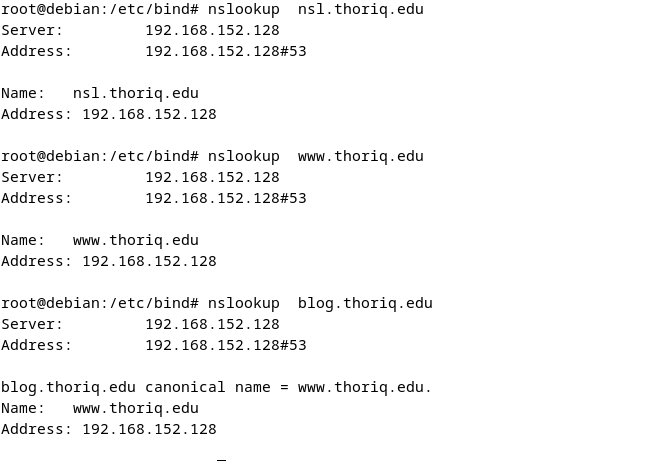 root@debian:/etc/bind# nslookup  nsl.thoriq.edu
Server:         192.168.152.128
Address:        192.168.152.128#53
Name:   nsl.thoriq.edu
Address: 192.168.152.128
root@debian:/etc/bind# nslookup  www.thoriq.edu
Server:         192.168.152.128
Address:        192.168.152.128#53
Name:   www.thoriq.edu
Address: 192.168.152.128
root@debian:/etc/bind# nslookup  blog.thoriq.edu
Server:         192.168.152.128
Address:        192.168.152.128#53
blog.thoriq.edu canonical name = www.thoriq.edu.
Name:   www.thoriq.edu
Address: 192.168.152.128